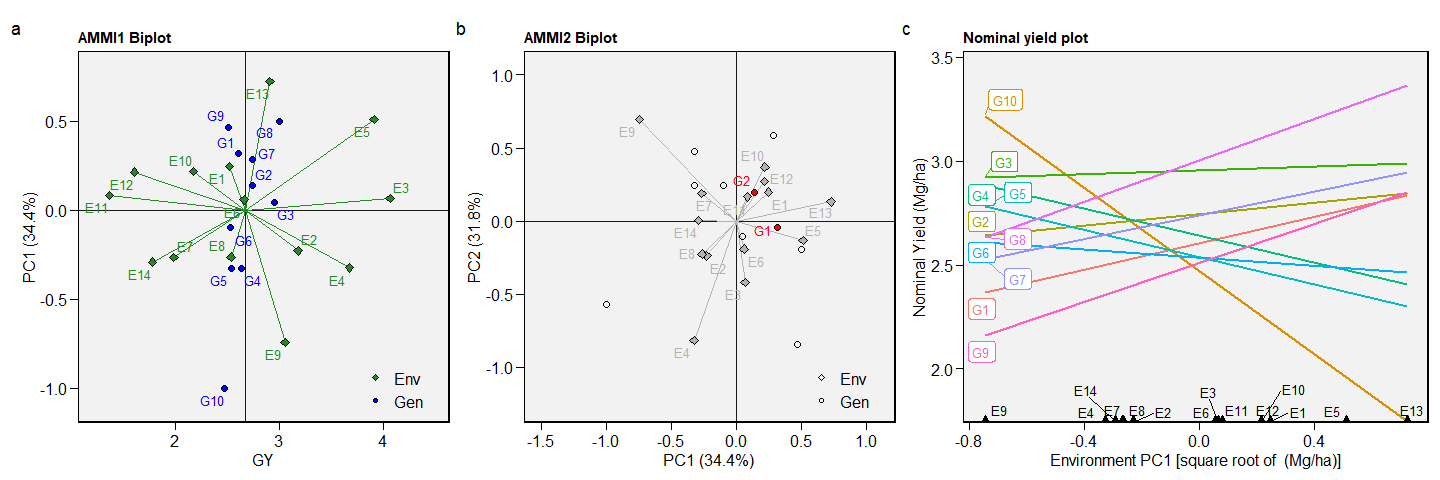 a
AMMI1 Biplot
PC1 (34.4%)
0.5
0.0
-0.5
-1.0
2
3
4
GY
E13
G9
G8
E5
G1
G7
E10
E1
G2
E12
E3
E11
E6
G3
E7
G6
E8
E2
E14
G5
G4
E4
E9
G10
Env
Gen
b
AMMI2 Biplot
PC2 (31.8%)
1.0
0.5
0.0
-0.5
-1.0
-1.5
-1.0
-0.5
0.0
0.5
1.0
PC1 (34.4%)
E9
E10
G2
E12
E7
E1
E13
E14
G1
E5
E8
E2
E6
E3
E4
Env
Gen
c
Nominal yield plot
Nominal Yield (Mg/ha)
3.5
3.0
2.5
2.0
-0.8
-0.4
0.0
0.4
Environment PC1 [square root of (Mg/ha)]
G10
G3
G4
G5
G2
G8
G6
G7
G1
G9
E9
E14
E4
E7
E8
E2
E3
E6
E11
E10
E12
E1
E5
E13